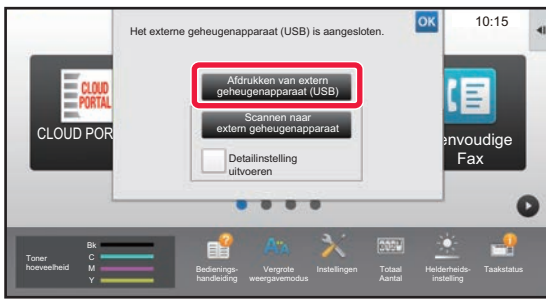 Het externe geheugenapparaat (USB) is aangesloten.
OK
10:15
Afdrukken van extern
geheugenapparaat (USB)
Scannen naar
extern geheugenapparaat
Detailinstelling
uitvoeren
CLOUD
PORTAL
CLOUD POR
envoudige
Fax
Toner
hoeveelheid
Bk
C
M
Y
Bedienings-
handleiding
Vergrote
weergavemodus
Instellingen
Totaal
Aantal
Helderheids-
instelling
Taakstatus